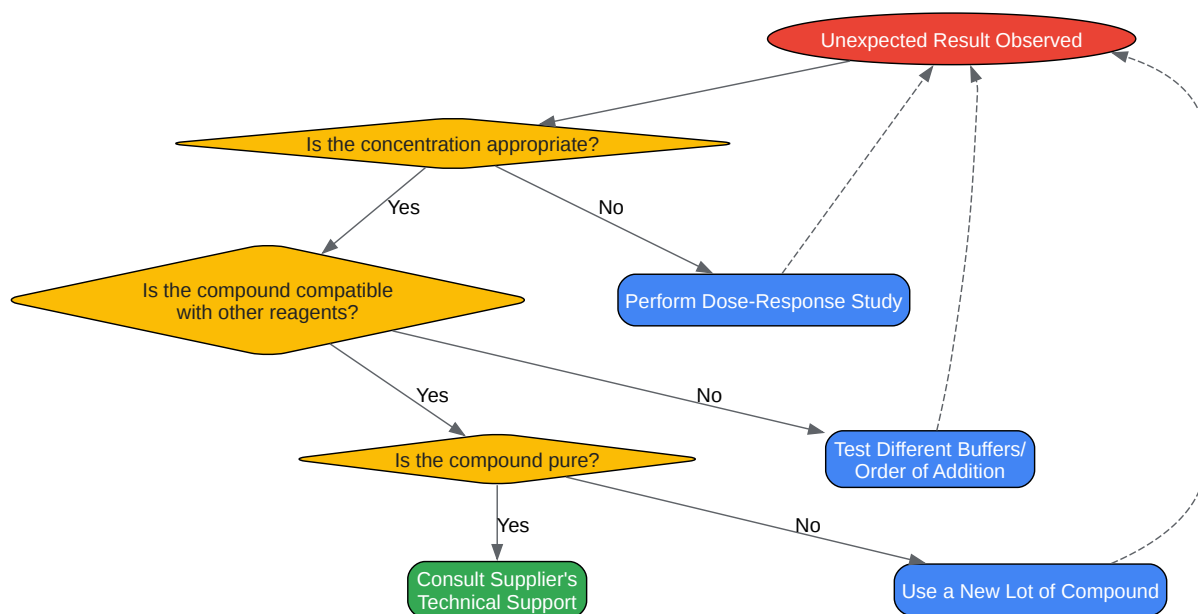 Unexpected Result Observed
Is the concentration appropriate?
Yes
No
Is the compound compatible
with other reagents?
Perform Dose-Response Study
Yes
No
Test Different Buffers/
Order of Addition
Is the compound pure?
Yes
No
Consult Supplier's
Technical Support
Use a New Lot of Compound